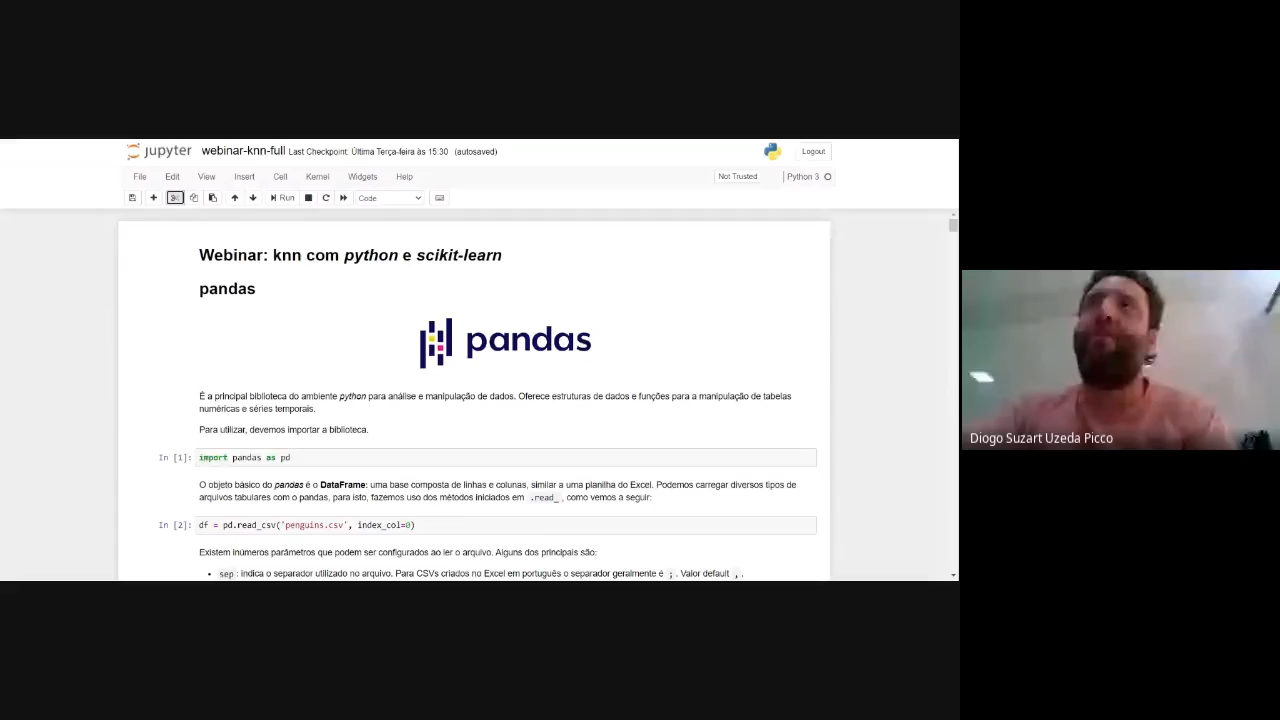 jupyter webinar-knn-full Last Checkpoint: Última Terça-feira às 15:30 (autosaved) Logout
File Edit View Insert Cell Kernel Widgets Help Not Trusted Python 3
Run Code
Webinar: knn com python e scikit-learn
pandas
pandas
É a principal biblioteca do ambiente python para análise e manipulação de dados. Oferece estruturas de dados e funções para a manipulação de tabelas
numéricas e séries temporais.
Para utilizar, devemos importar a biblioteca.
In [1]: import pandas as pd
O objeto básico do pandas é o DataFrame: uma base composta de linhas e colunas, similar a uma planilha do Excel. Podemos carregar diversos tipos de
arquivos tabulares com o pandas, para isto, fazemos uso dos métodos iniciados em .read_ , como vemos a seguir:
In [2]: df = pd.read_csv('penguins.csv', index_col=0)
Existem inúmeros parâmetros que podem ser configurados ao ler o arquivo. Alguns dos principais são:
• sep : indica o separador utilizado no arquivo. Para CSVs criados no Excel em português o separador geralmente é ; . Valor default , .
Diogo Suzart Uzeda Picco